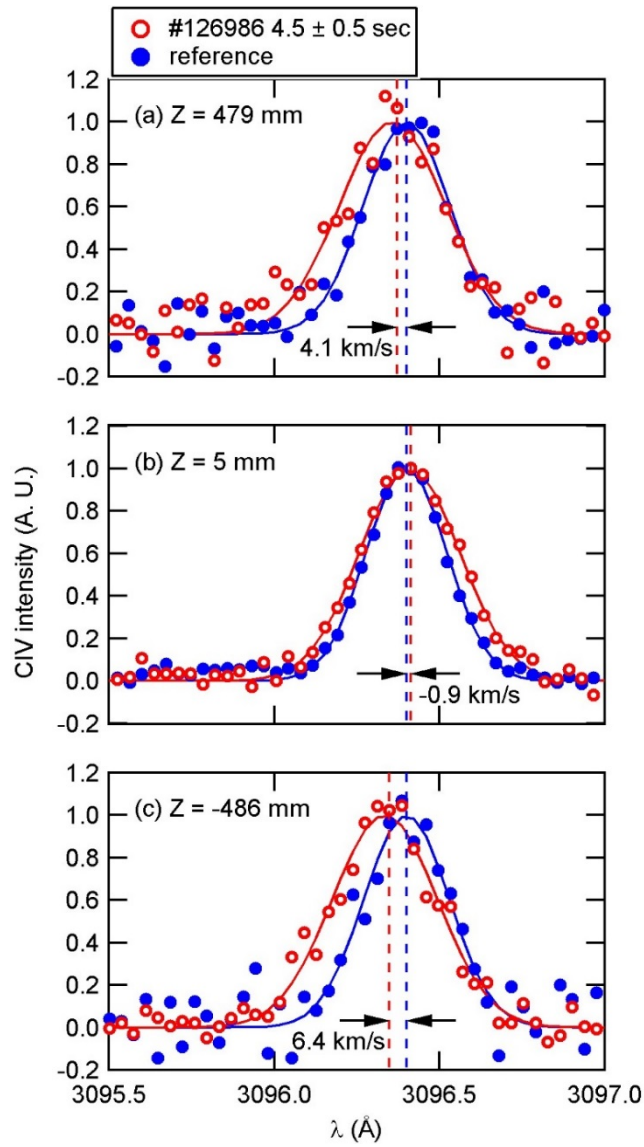 #126986 4.5 ± 0.5 sec
reference
1.2
(a) Z = 479 mm
1.0
0.8
0.6
0.4
0.2
0.0
4.1 km/s
-0.2
CIV intensity (A. U.)
1.2
(b) Z = 5 mm
1.0
0.8
0.6
0.4
0.2
0.0
-0.9 km/s
-0.2
1.2
(c) Z = -486 mm
1.0
0.8
0.6
0.4
0.2
0.0
6.4 km/s
-0.2
3095.5 3096.0 3096.5 3097.0
λ (Å)